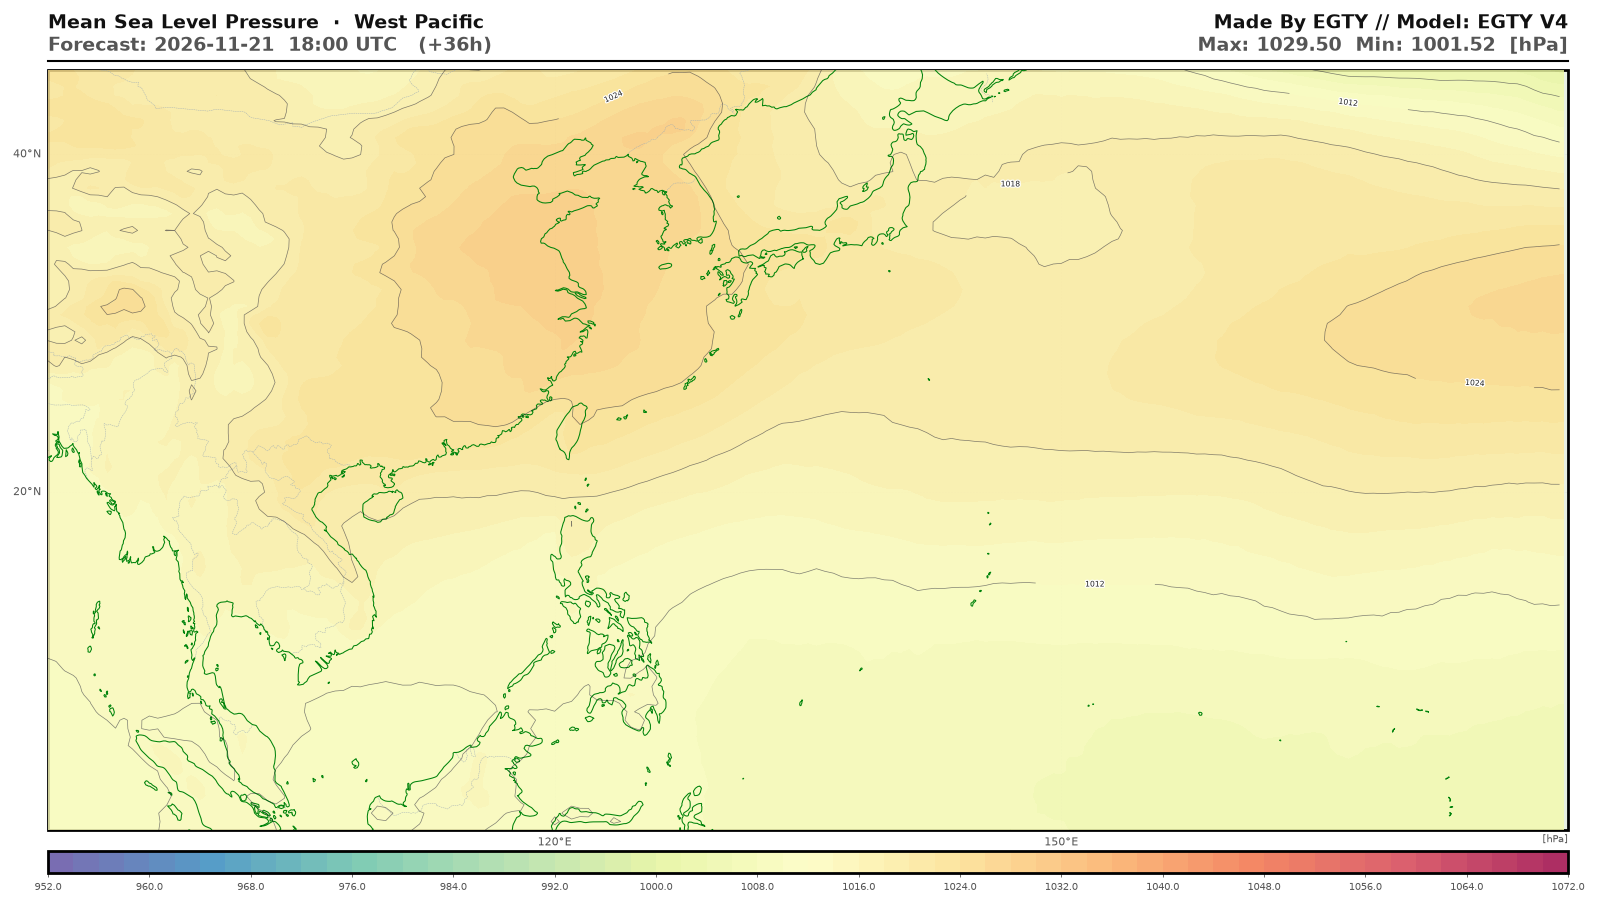 Mean Sea Level Pressure · West Pacific
Made By EGTY // Model: EGTY V4
Forecast: 2026-11-21 18:00 UTC (+36h)
Max: 1029.50 Min: 1001.52 [hPa]
1024
1012
40°N
1018
1024
20°N
1012
120°E
150°E
[hPa]
952.0
960.0
968.0
976.0
984.0
992.0
1000.0
1008.0
1016.0
1024.0
1032.0
1040.0
1048.0
1056.0
1064.0
1072.0